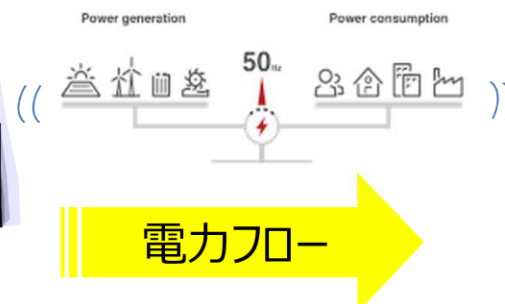 Power generation
Power consumption
50Hz
電力フロー